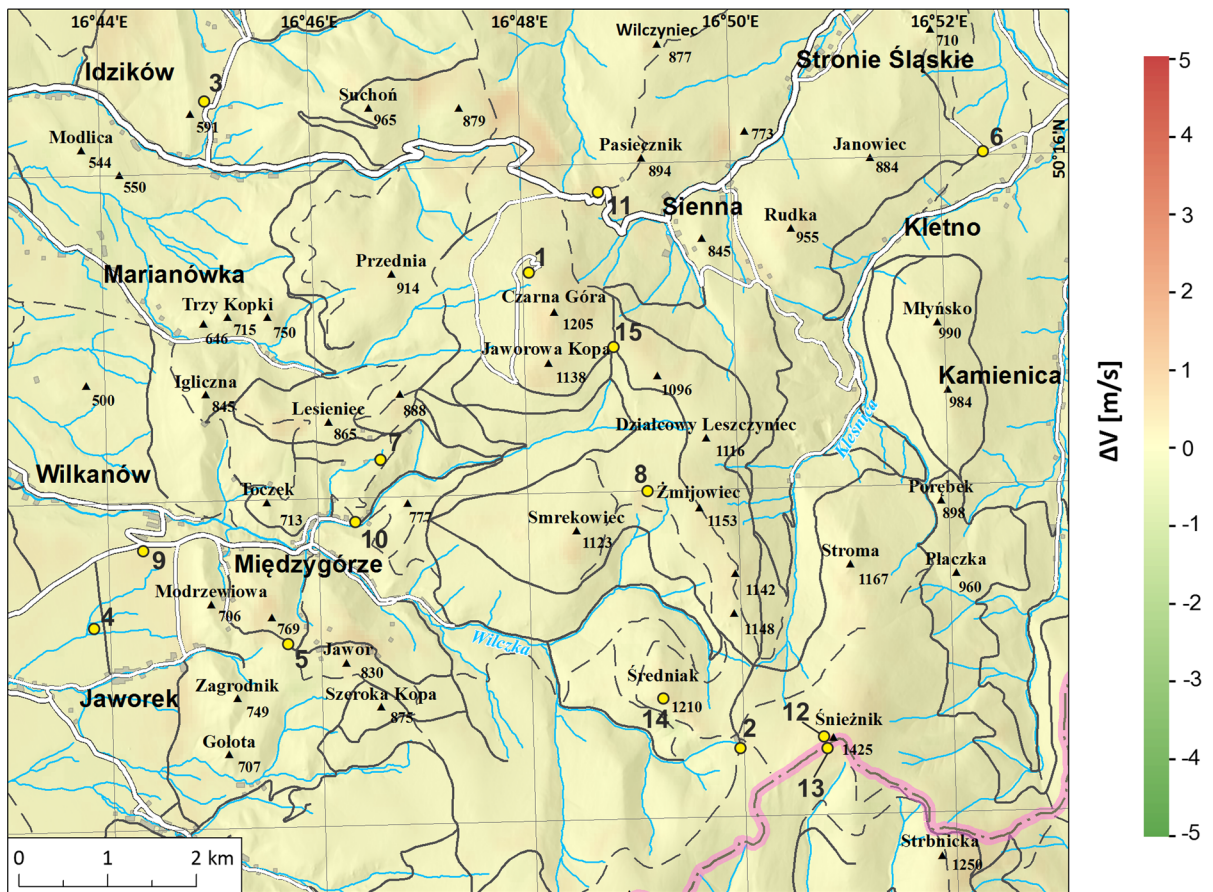 16°44'E
16°46'E
16°48'E
16°50'E
16°52'E
Wilczyniec
877
710
Idzików
Stronie Śląskie
3
Suchoń
965
879
591
773
Modlica
544
550
Pasiecznik
894
Janowiec
884
6
50°16'N
11
Sienna
845
Rudka
955
Kletno
Marianówka
Przednia
914
1
Czarna Góra
1205
Trzy Kopki
646
715
750
15
Młyńsko
990
Jaworowa Kopa
1138
500
Igliczna
845
Lesieniec
865
888
1096
Kamienica
984
Działcowy Leszczyniec
1116
Kleśnica
Wilkanów
7
Toczek
713
10
777
8
Żmijowiec
1153
Smrekowiec
1123
Porębek
898
9
Międzygórze
Stroma
1167
Płaczka
960
Modrzewiowa
706
769
1142
1148
4
5
Wilczka
Jawor
830
Jaworek
Zagrodnik
749
Szeroka Kopa
875
Średniak
1210
14
2
12
Śnieżnik
1425
13
Gołota
707
Strbnicka
1250
0
1
2 km
5
4
3
2
1
0
-1
-2
-3
-4
-5
ΔV [m/s]